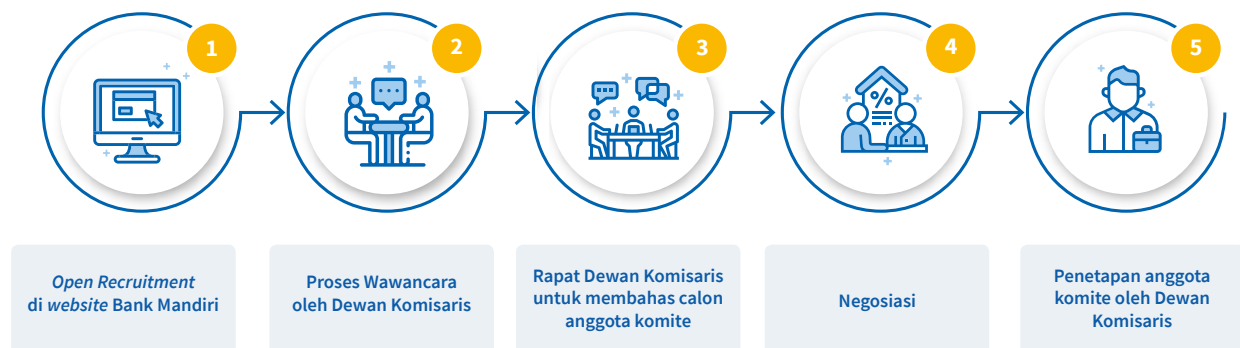 1
2
3
4
5
Open Recruitment
di website Bank Mandiri
Proses Wawancara
oleh Dewan Komisaris
Rapat Dewan Komisaris
untuk membahas calon
anggota komite
Negosiasi
Penetapan anggota
komite oleh Dewan
Komisaris